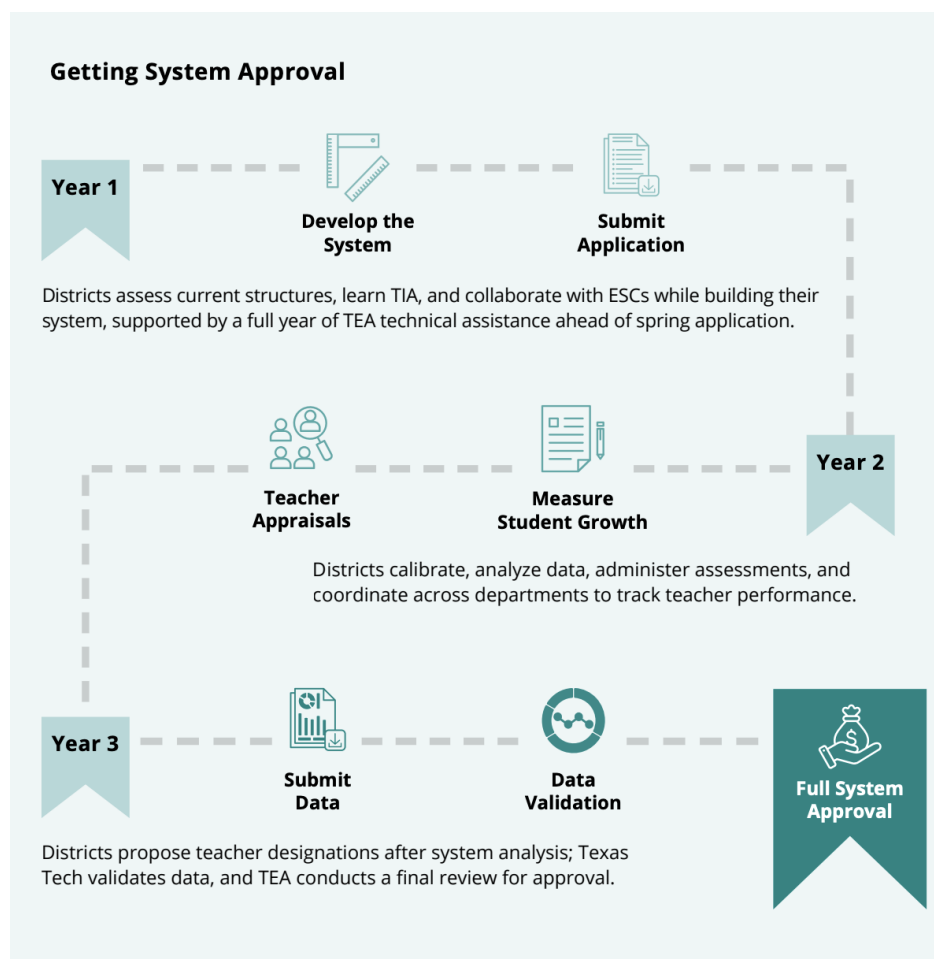 Getting System Approval
Year 1
Develop the
System
Submit
Application
Districts assess current structures, learn TIA, and collaborate with ESCs while building their
system, supported by a full year of TEA technical assistance ahead of spring application.
Year 2
Measure
Student Growth
Teacher
Appraisals
Districts calibrate, analyze data, administer assessments, and
coordinate across departments to track teacher performance.
Year 3
Submit
Data
Data
Validation
$
Full System
Approval
Districts propose teacher designations after system analysis; Texas
Tech validates data, and TEA conducts a final review for approval.